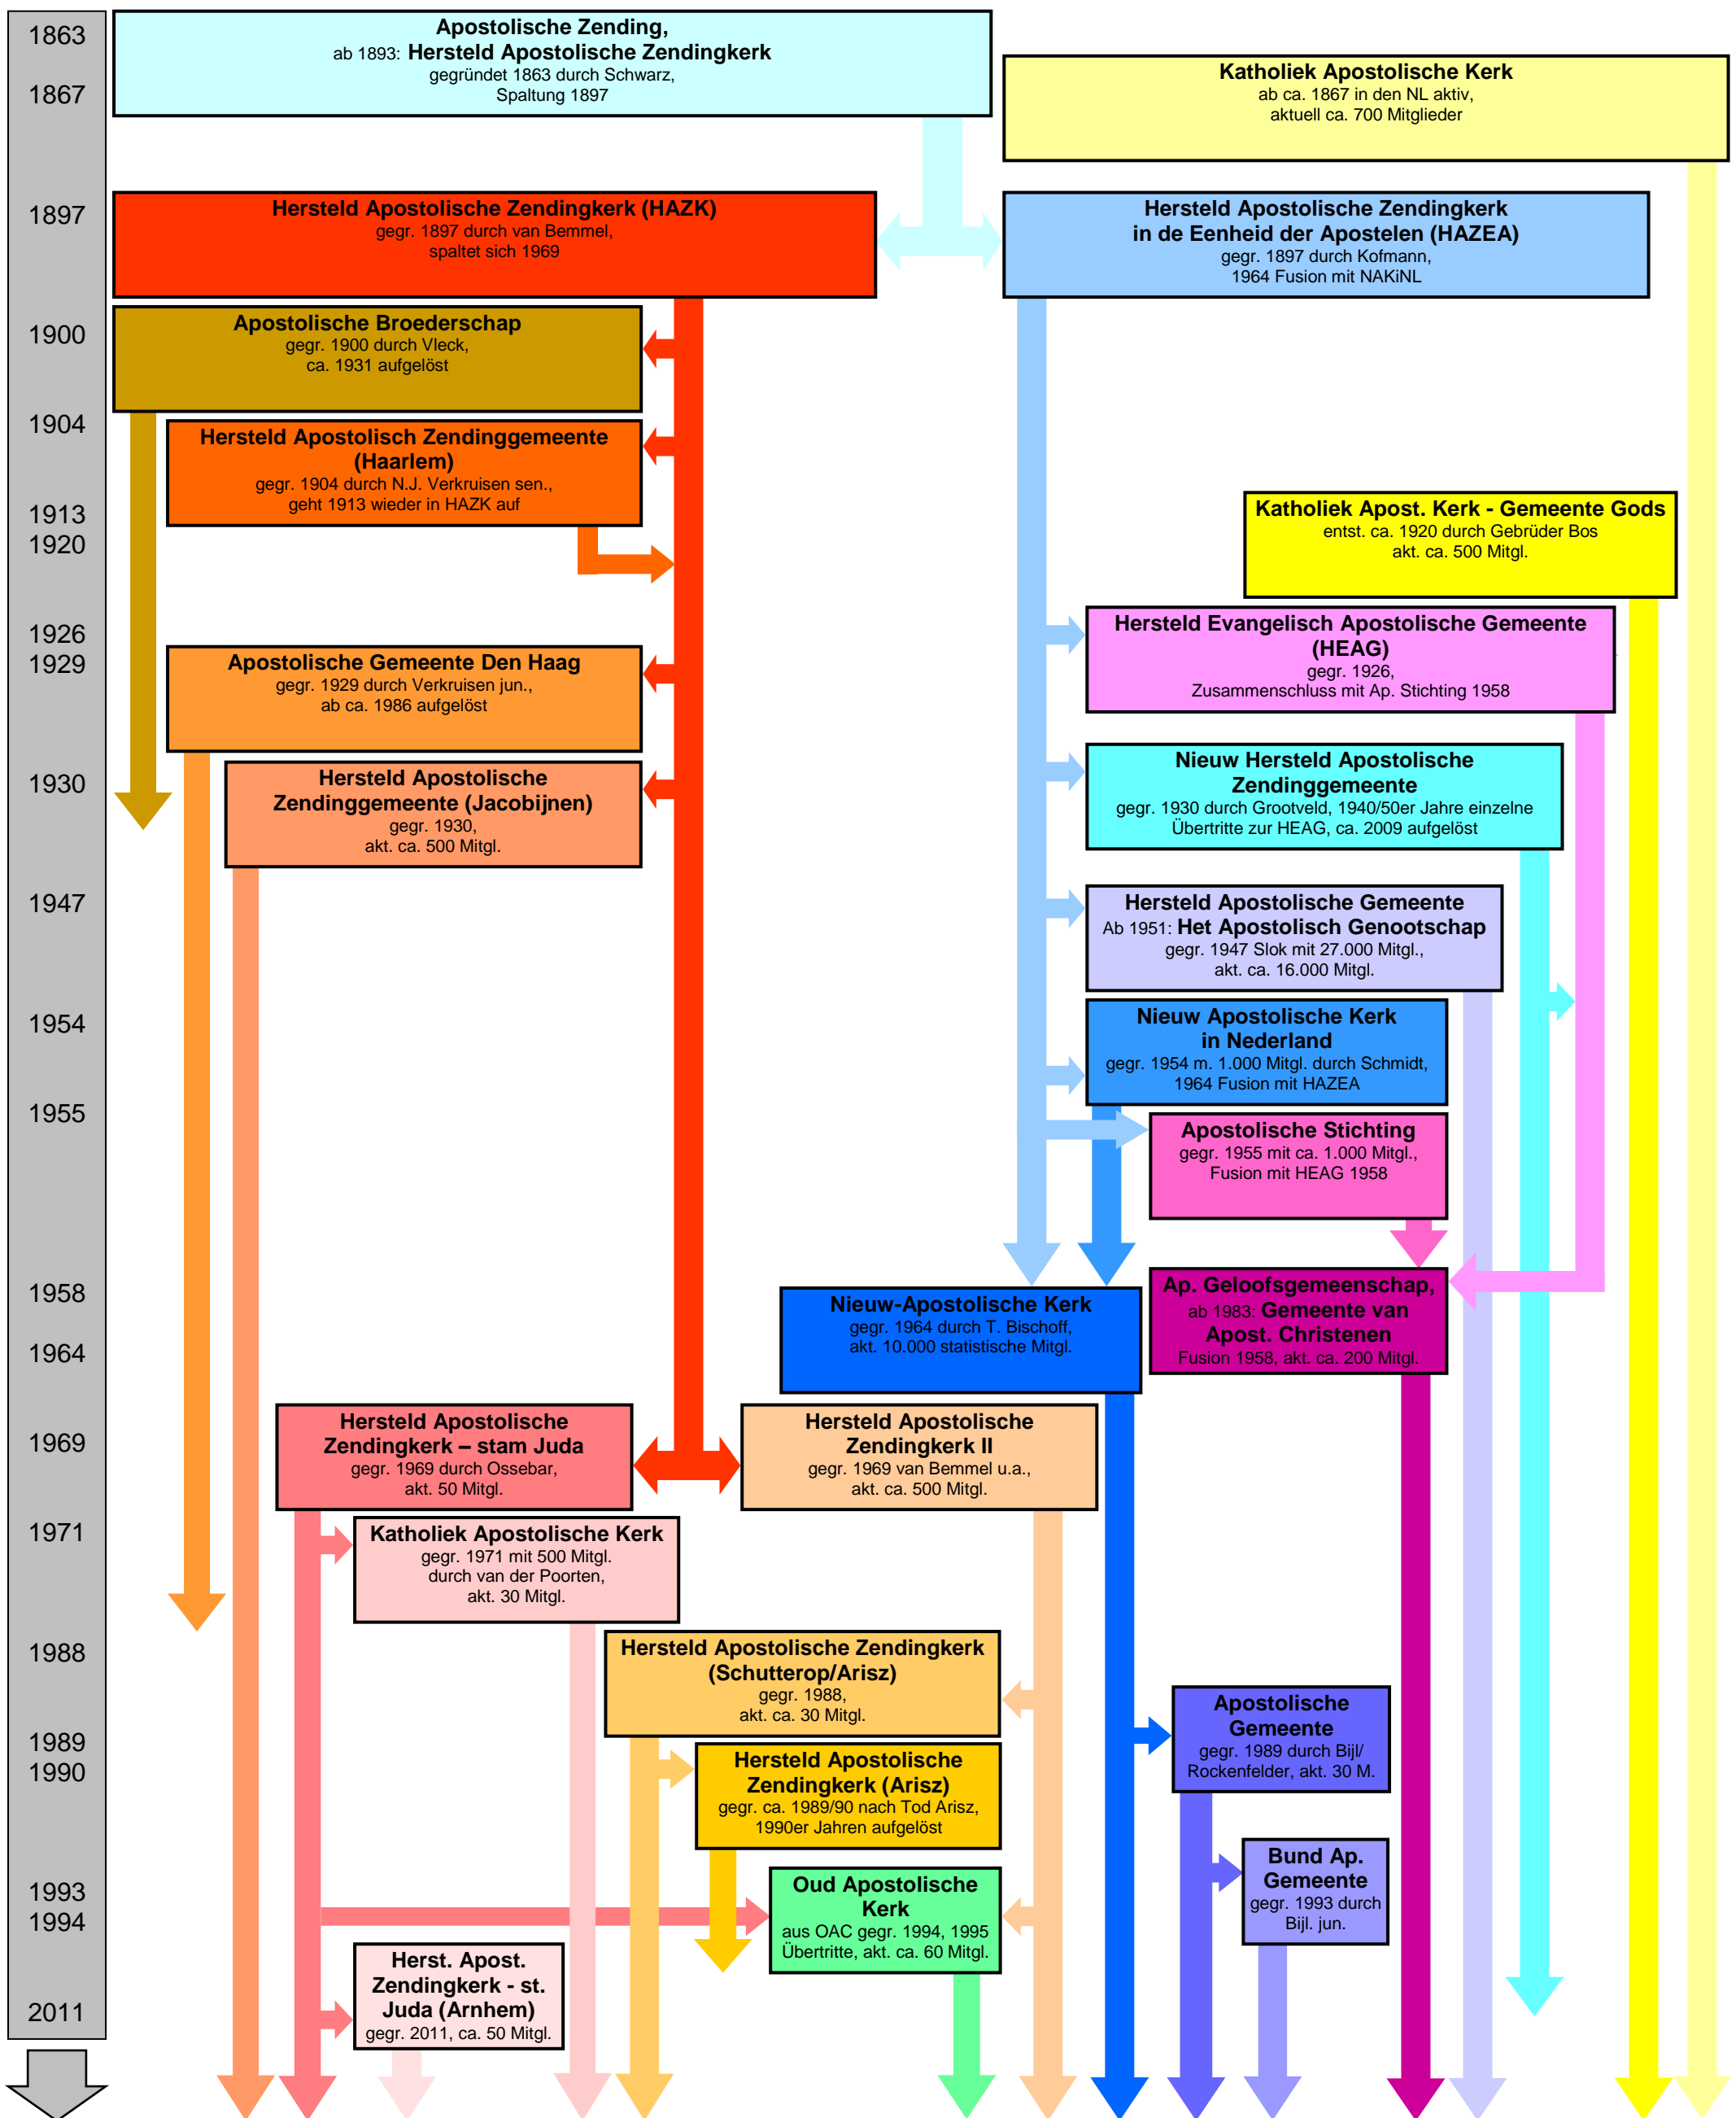 1863
1867
1897
1900
1904
1913
1920
1926
1929
1930
1947
1954
1955
1958
1964
1969
1971
1988
1989
1990
1993
1994
2011
Apostolische Zending,
ab 1893: Hersteld Apostolische Zendingkerk
gegründet 1863 durch Schwarz,
Spaltung 1897
Katholiek Apostolische Kerk
ab ca. 1867 in den NL aktiv,
aktuell ca. 700 Mitglieder
Hersteld Apostolische Zendingkerk (HAZK)
gegr. 1897 durch van Bemmel,
spaltet sich 1969
Hersteld Apostolische Zendingkerk
in de Eenheid der Apostelen (HAZEA)
gegr. 1897 durch Kofmann,
1964 Fusion mit NAKiNL
Apostolische Broederschap
gegr. 1900 durch Vleck,
ca. 1931 aufgelöst
Hersteld Apostolisch Zendinggemeente
(Haarlem)
gegr. 1904 durch N.J. Verkruisen sen.,
geht 1913 wieder in HAZK auf
Katholiek Apost. Kerk - Gemeente Gods
entst. ca. 1920 durch Gebrüder Bos
akt. ca. 500 Mitgl.
Hersteld Evangelisch Apostolische Gemeente
(HEAG)
gegr. 1926,
Zusammenschluss mit Ap. Stichting 1958
Apostolische Gemeente Den Haag
gegr. 1929 durch Verkruisen jun.,
ab ca. 1986 aufgelöst
Nieuw Hersteld Apostolische
Zendinggemeente
gegr. 1930 durch Grootveld, 1940/50er Jahre einzelne
Übertritte zur HEAG, ca. 2009 aufgelöst
Hersteld Apostolische
Zendinggemeente (Jacobijnen)
gegr. 1930,
akt. ca. 500 Mitgl.
Hersteld Apostolische Gemeente
Ab 1951: Het Apostolisch Genootschap
gegr. 1947 Slok mit 27.000 Mitgl.,
akt. ca. 16.000 Mitgl.
Nieuw Apostolische Kerk
in Nederland
gegr. 1954 m. 1.000 Mitgl. durch Schmidt,
1964 Fusion mit HAZEA
Apostolische Stichting
gegr. 1955 mit ca. 1.000 Mitgl.,
Fusion mit HEAG 1958
Ap. Geloofsgemeenschap,
ab 1983: Gemeente van
Apost. Christenen
Fusion 1958, akt. ca. 200 Mitgl.
Nieuw-Apostolische Kerk
gegr. 1964 durch T. Bischoff,
akt. 10.000 statistische Mitgl.
Hersteld Apostolische
Zendingkerk – stam Juda
gegr. 1969 durch Ossebar,
akt. 50 Mitgl.
Hersteld Apostolische
Zendingkerk II
gegr. 1969 van Bemmel u.a.,
akt. ca. 500 Mitgl.
Katholiek Apostolische Kerk
gegr. 1971 mit 500 Mitgl.
durch van der Poorten,
akt. 30 Mitgl.
Hersteld Apostolische Zendingkerk
(Schutterop/Arisz)
gegr. 1988,
akt. ca. 30 Mitgl.
Apostolische
Gemeente
gegr. 1989 durch Bijl/
Rockenfelder, akt. 30 M.
Hersteld Apostolische
Zendingkerk (Arisz)
gegr. ca. 1989/90 nach Tod Arisz,
1990er Jahren aufgelöst
Bund Ap.
Gemeente
gegr. 1993 durch
Bijl. jun.
Oud Apostolische
Kerk
aus OAC gegr. 1994, 1995
Übertritte, akt. ca. 60 Mitgl.
Herst. Apost.
Zendingkerk - st.
Juda (Arnhem)
gegr. 2011, ca. 50 Mitgl.